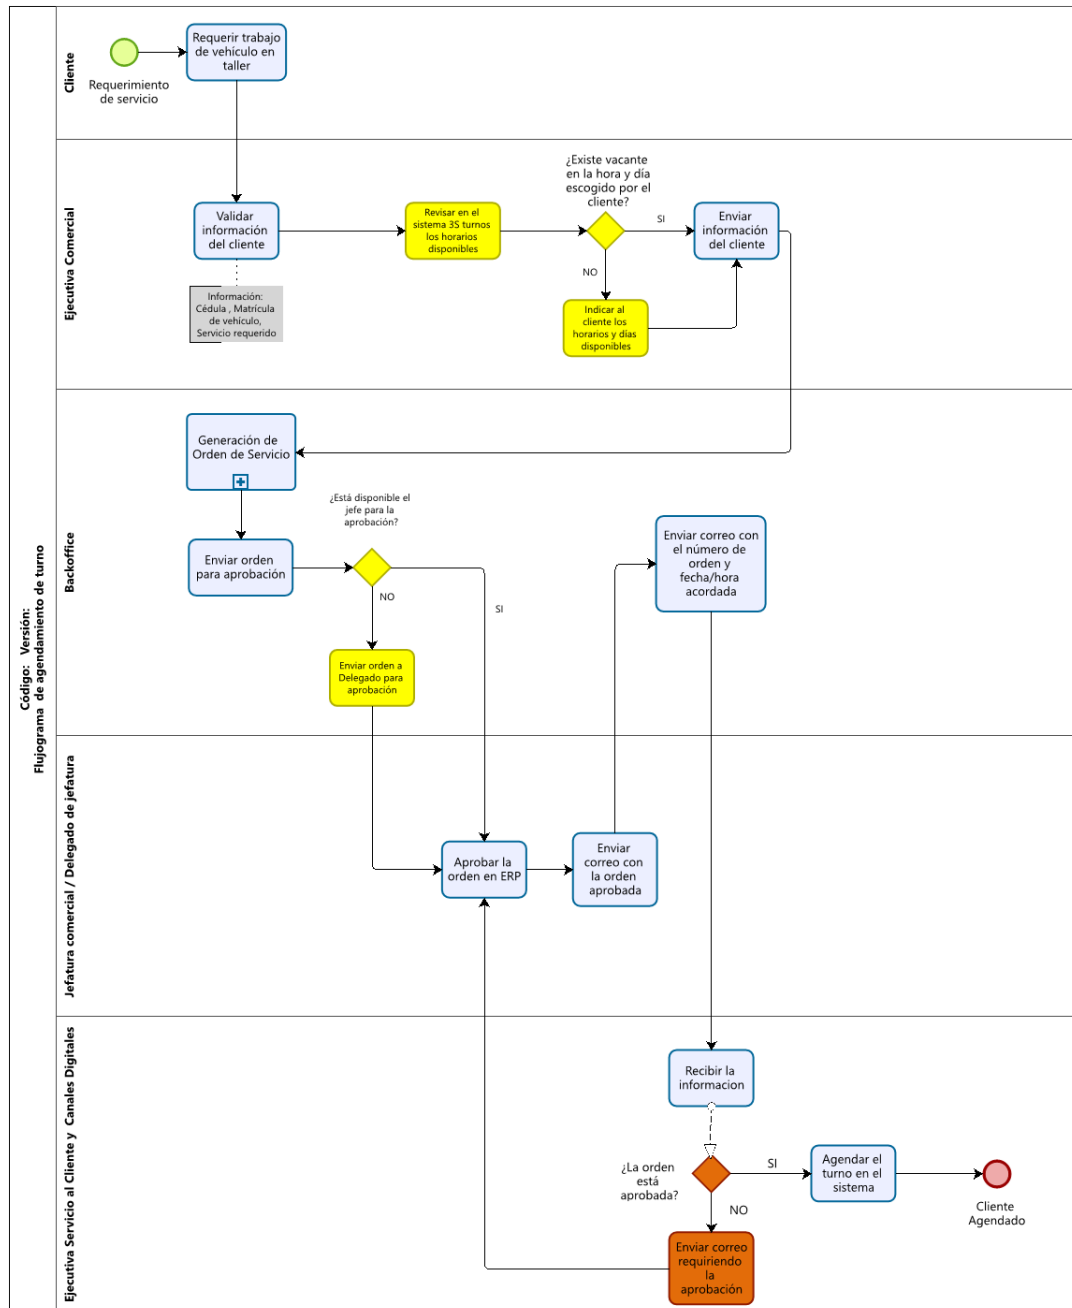 Código:   Versión:
Flujograma  de agendamiento de turno
Cliente
Requerimiento
de servicio
Requerir trabajo
de vehículo en
taller
Ejecutiva Comercial
Validar
información
del cliente
Información:
Cédula , Matrícula
de vehículo,
Servicio requerido
Revisar en el
sistema 3S turnos
los horarios
disponibles
¿Existe vacante
en la hora y día
escogido por el
cliente?
SI
NO
Indicar al
cliente los
horarios y días
disponibles
Enviar
información
del cliente
Backoffice
Generación de
Orden de Servicio
Enviar orden
para aprobación
¿Está disponible el
jefe para la
aprobación?
NO
SI
Enviar orden a
Delegado para
aprobación
Enviar correo con
el número de
orden y
fecha/hora
acordada
Jefatura comercial / Delegado de jefatura
Aprobar la
orden en ERP
Enviar
correo con
la orden
aprobada
Ejecutiva Servicio al Cliente y  Canales Digitales
Recibir la
informacion
¿La orden
está
aprobada?
SI
NO
Agendar el
turno en el
sistema
Cliente
Agendado
Enviar correo
requiriendo
la
aprobación